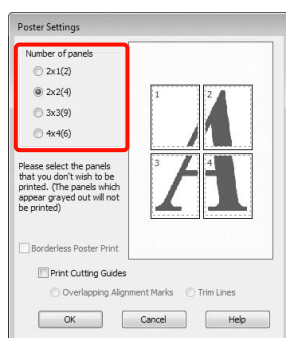 Poster Settings
Number of panels
2x1(2)
2x2(4)
3x3(9)
4x4(6)
1
2
3
4
Please select the panels
that you don't wish to be
printed. (The panels which
appear grayed out will not
be printed)
Borderless Poster Print
Print Cutting Guides
Overlapping Alignment Marks
Trim Lines
OK
Cancel
Help